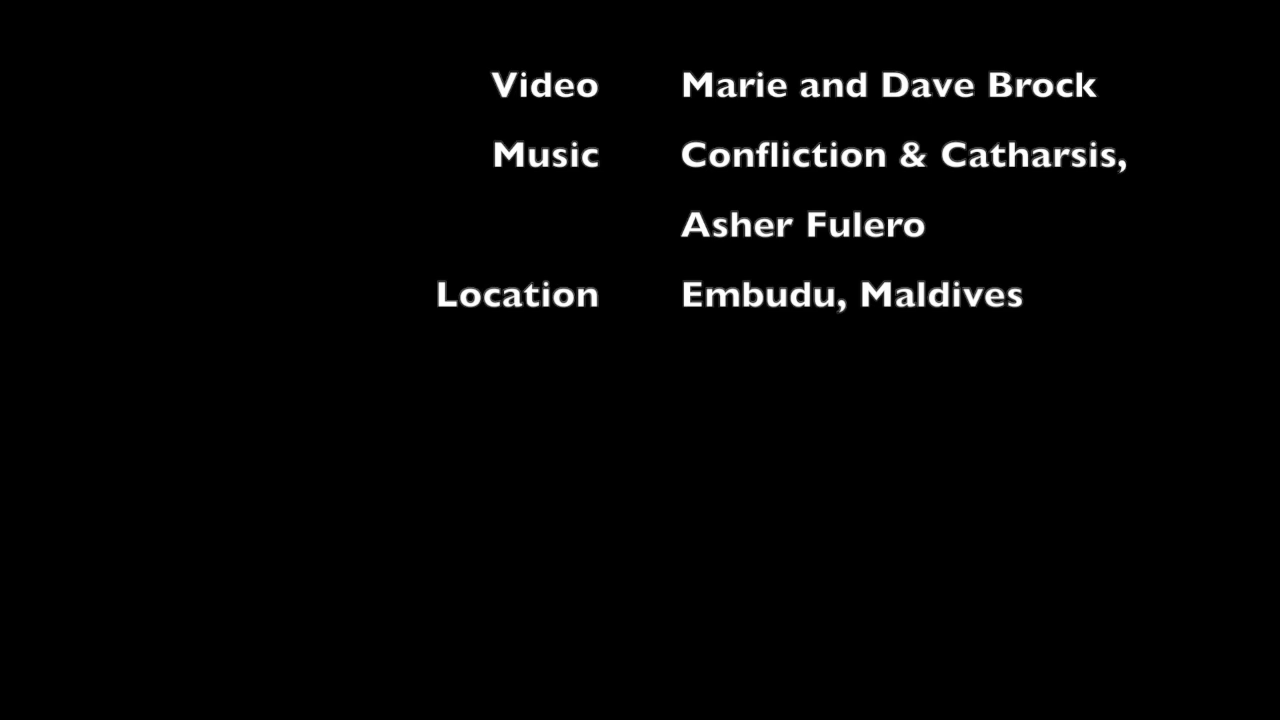 Video Marie and Dave Brock
Music Confliction & Catharsis,
Asher Fulero
Location Embudu, Maldives